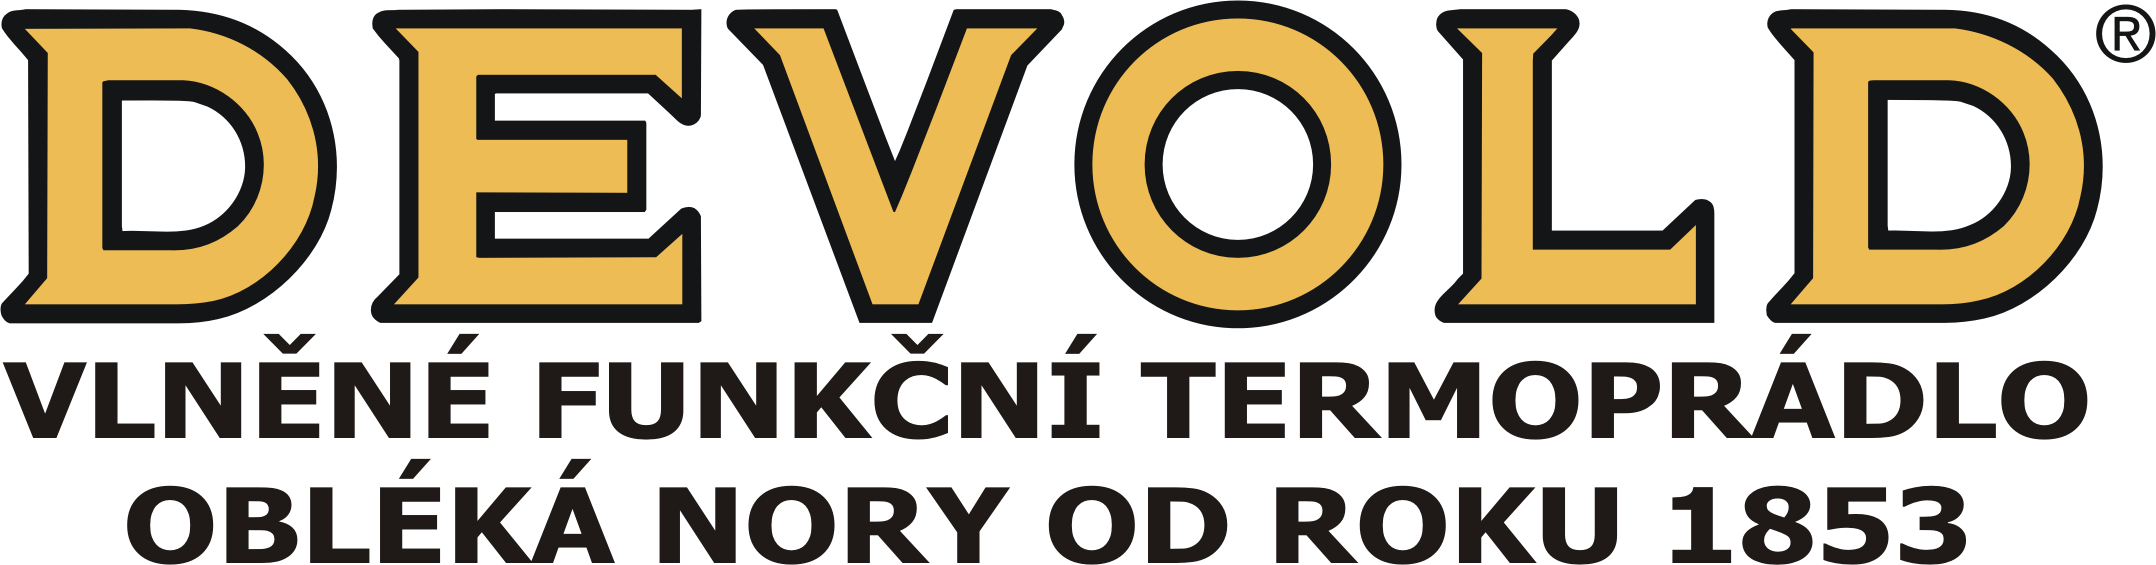 DEVOLD®
VLNĚNÉ FUNKČNÍ TERMOPRÁDLO
OBLÉKÁ NORY OD ROKU 1853